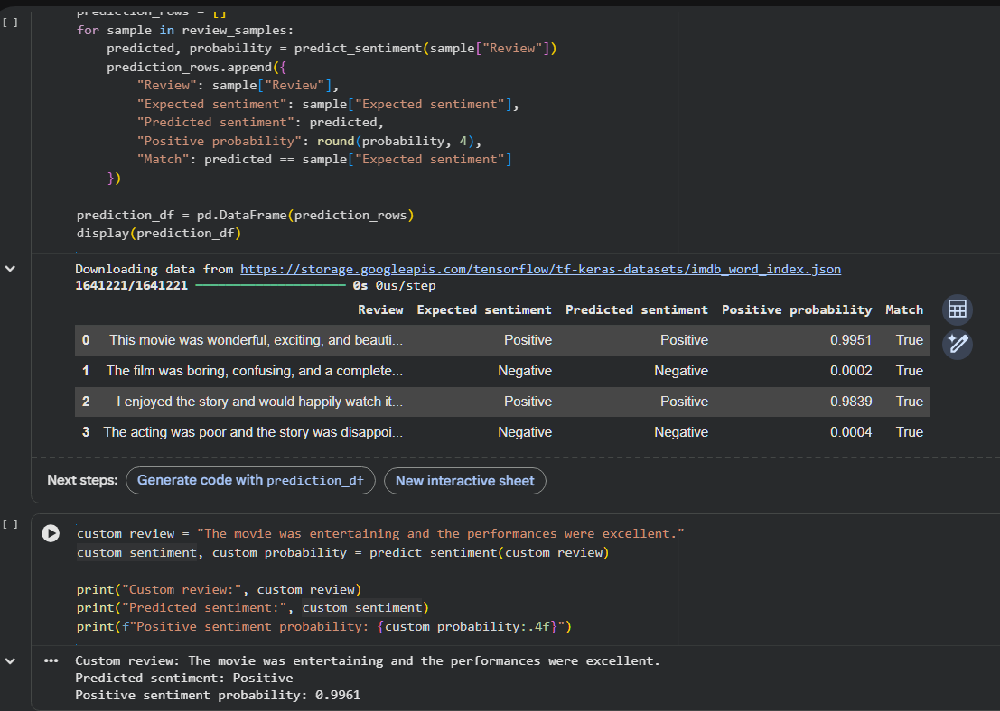 prediction_rows = []
[ ]
for sample in review_samples:
    predicted, probability = predict_sentiment(sample["Review"])
    prediction_rows.append({
        "Review": sample["Review"],
        "Expected sentiment": sample["Expected sentiment"],
        "Predicted sentiment": predicted,
        "Positive probability": round(probability, 4),
        "Match": predicted == sample["Expected sentiment"]
    })
prediction_df = pd.DataFrame(prediction_rows)
display(prediction_df)
Downloading data from https://storage.googleapis.com/tensorflow/tf-keras-datasets/imdb_word_index.json
1641221/1641221 0s 0us/step
Review Expected sentiment Predicted sentiment Positive probability Match
0 This movie was wonderful, exciting, and beauti... Positive Positive 0.9951 True
1 The film was boring, confusing, and a complete... Negative Negative 0.0002 True
2 I enjoyed the story and would happily watch it... Positive Positive 0.9839 True
3 The acting was poor and the story was disappoi... Negative Negative 0.0004 True
Next steps: Generate code with prediction_df New interactive sheet
[ ]
custom_review = "The movie was entertaining and the performances were excellent."
custom_sentiment, custom_probability = predict_sentiment(custom_review)
print("Custom review:", custom_review)
print("Predicted sentiment:", custom_sentiment)
print(f"Positive sentiment probability: {custom_probability:.4f}")
Custom review: The movie was entertaining and the performances were excellent.
Predicted sentiment: Positive
Positive sentiment probability: 0.9961